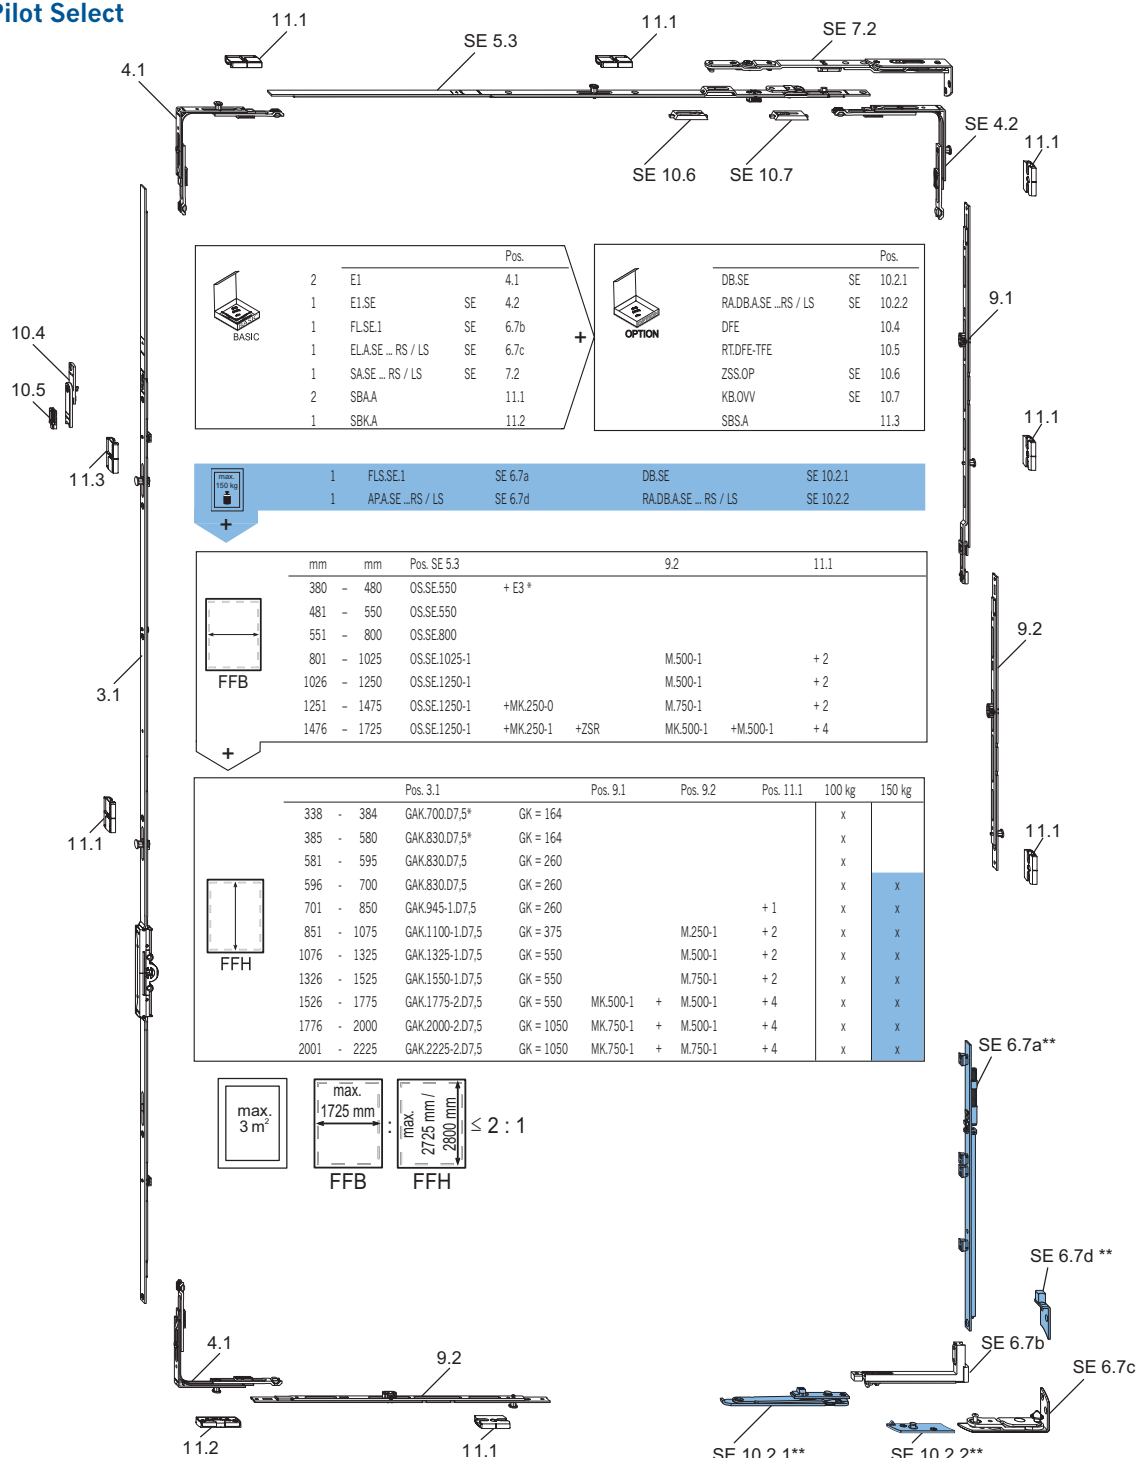 Pilot Select
11.1
SE 5.3
11.1
SE 7.2
4.1
SE 4.2
11.1
SE 10.6
SE 10.7
Pos.
2 E1 4.1
1 E1.SE SE 4.2
1 FL.SE.1 SE 6.7b
1 EL.A.SE ... RS / LS SE 6.7c
1 SA.SE ... RS / LS SE 7.2
2 SBA.A 11.1
1 SBK.A 11.2
BASIC
+
Pos.
DB.SE SE 10.2.1
RA.DB.A.SE ...RS / LS SE 10.2.2
DFE 10.4
RT.DFE-TFE 10.5
ZSS.OP SE 10.6
KB.OVV SE 10.7
SBS.A 11.3
OPTION
9.1
10.4
10.5
11.3
11.1
max.
150 kg
1 FLS.SE.1 SE 6.7a DB.SE SE 10.2.1
1 AP.A.SE ...RS / LS SE 6.7d RA.DB.A.SE ... RS / LS SE 10.2.2
+
mm mm Pos. SE 5.3 9.2 11.1
380 – 480 OS.SE.550 + E3 *
481 – 550 OS.SE.550
551 – 800 OS.SE.800
801 – 1025 OS.SE.1025-1 M.500-1 + 2
1026 – 1250 OS.SE.1250-1 M.500-1 + 2
1251 – 1475 OS.SE.1250-1 +MK.250-0 M.750-1 + 2
1476 – 1725 OS.SE.1250-1 +MK.250-1 +ZSR MK.500-1 +M.500-1 + 4
FFB
+
9.2
3.1
11.1
Pos. 3.1 Pos. 9.1 Pos. 9.2 Pos. 11.1 100 kg 150 kg
338 - 384 GAK.700.D7,5* GK = 164 x
385 - 580 GAK.830.D7,5* GK = 164 x
581 - 595 GAK.830.D7,5 GK = 260 x
596 - 700 GAK.830.D7,5 GK = 260 x x
701 - 850 GAK.945-1.D7,5 GK = 260 + 1 x x
851 - 1075 GAK.1100-1.D7,5 GK = 375 M.250-1 + 2 x x
1076 - 1325 GAK.1325-1.D7,5 GK = 550 M.500-1 + 2 x x
1326 - 1525 GAK.1550-1.D7,5 GK = 550 M.750-1 + 2 x x
1526 - 1775 GAK.1775-2.D7,5 GK = 550 MK.500-1 + M.500-1 + 4 x x
1776 - 2000 GAK.2000-2.D7,5 GK = 1050 MK.750-1 + M.500-1 + 4 x x
2001 - 2225 GAK.2225-2.D7,5 GK = 1050 MK.750-1 + M.750-1 + 4 x x
FFH
11.1
max.
3 m²
max.
1725 mm
FFB
:
max.
2725 mm /
2800 mm
FFH
≤ 2 : 1
SE 6.7a**
SE 6.7d **
SE 6.7b
SE 6.7c
4.1
9.2
11.2
11.1
SE 10.2.1**
SE 10.2.2**